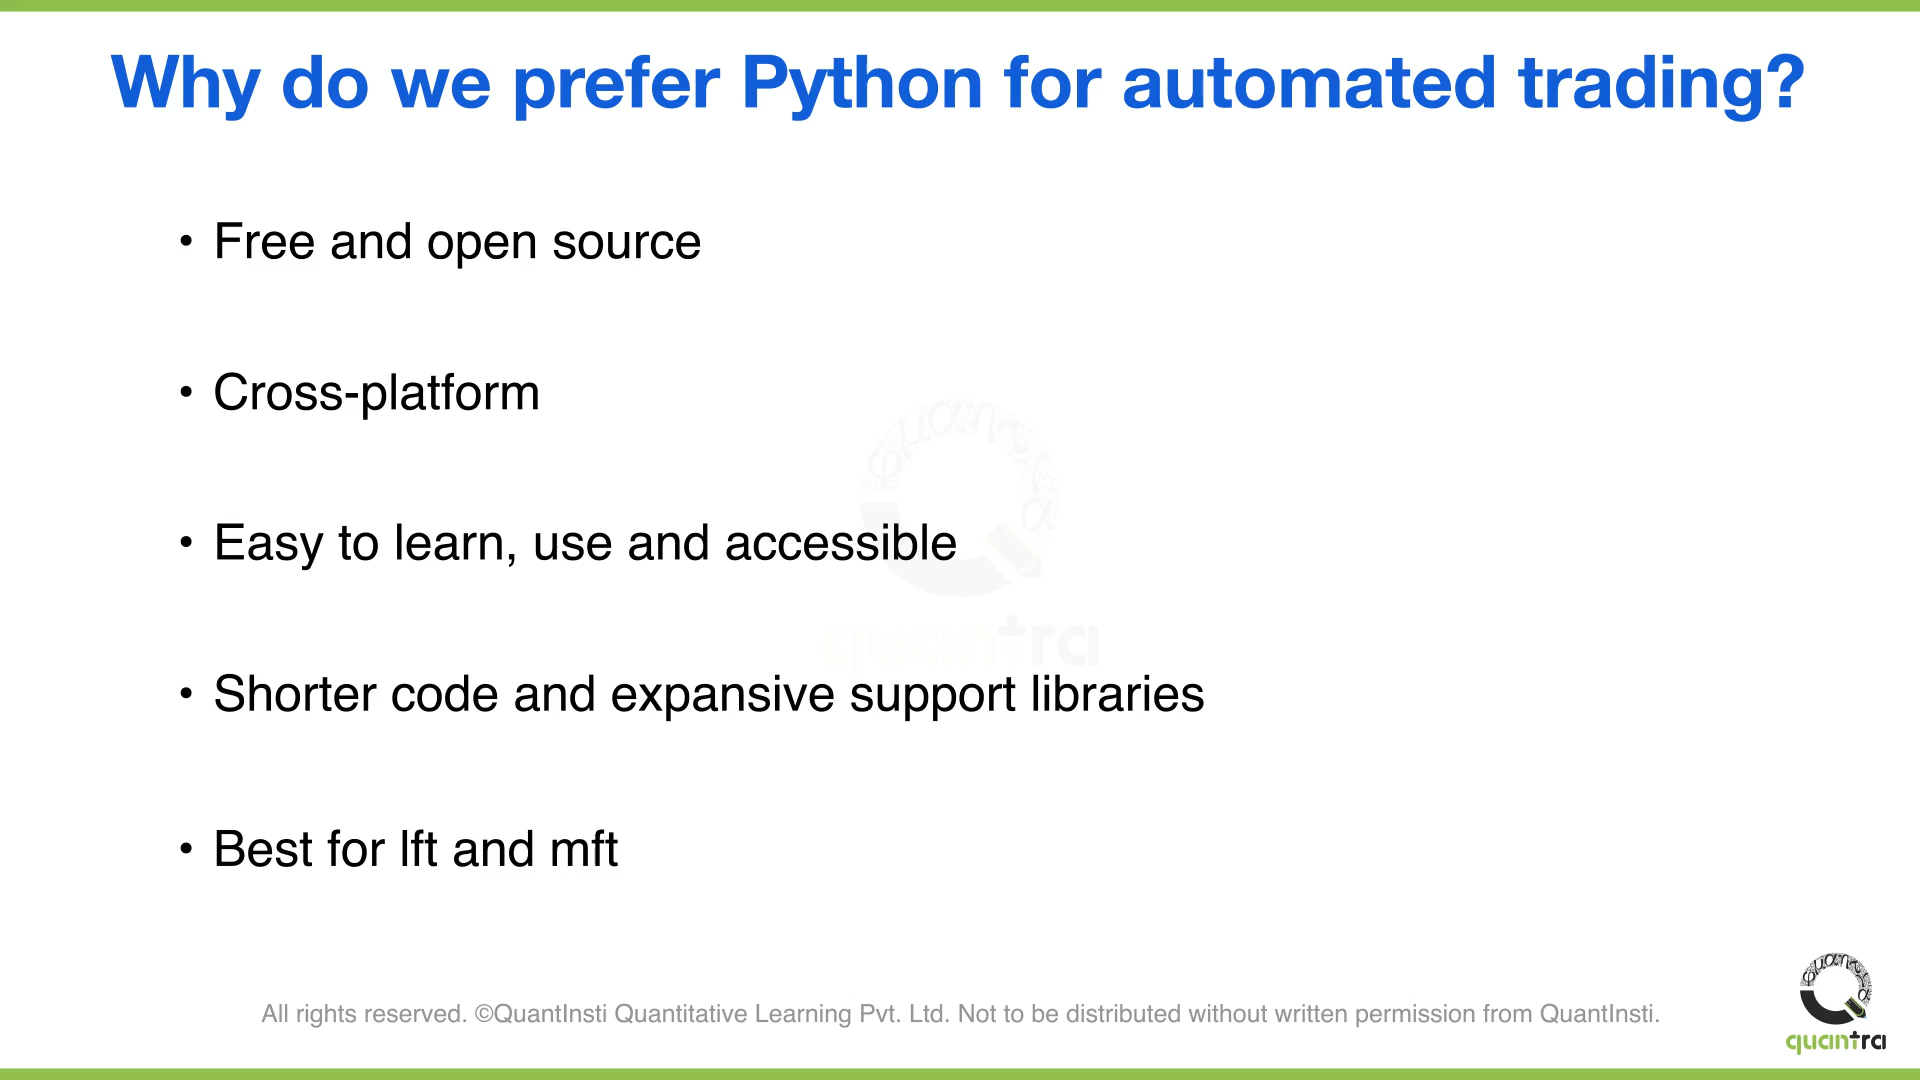 Why do we prefer Python for automated trading?
• Free and open source
• Cross-platform
• Easy to learn, use and accessible
• Shorter code and expansive support libraries
• Best for lft and mft
quantra
All rights reserved. ©QuantInsti Quantitative Learning Pvt. Ltd. Not to be distributed without written permission from QuantInsti.
quantra